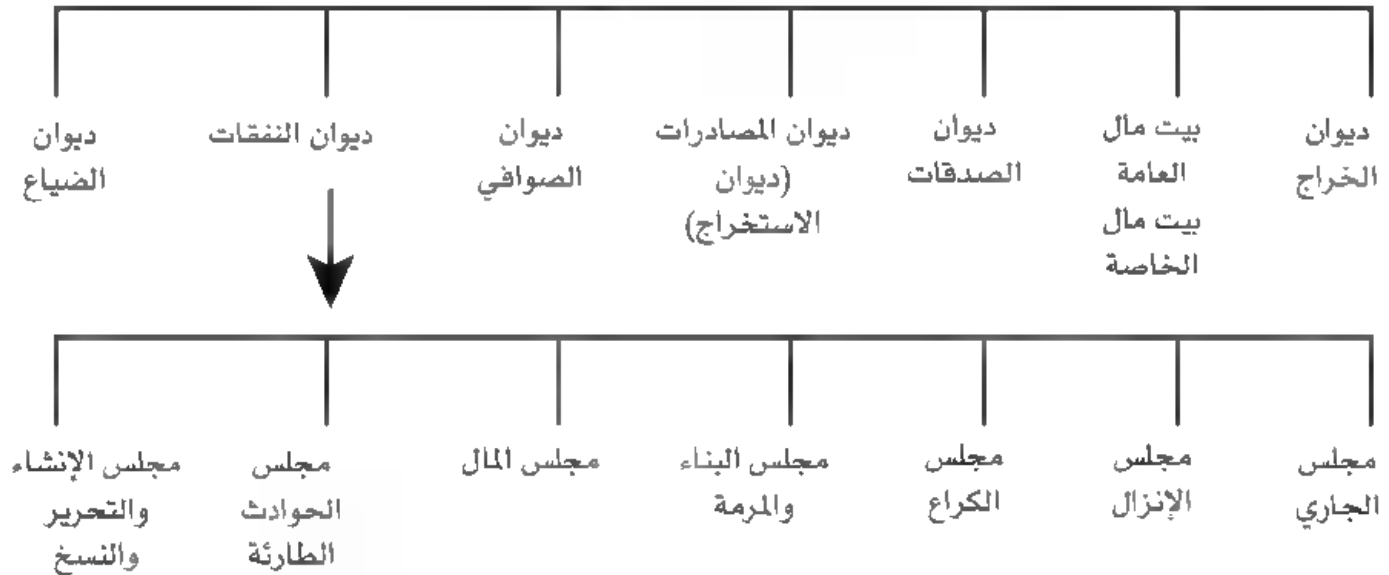 ديوان
الخراج
بيت مال
العامة
بيت مال
الخاصة
ديوان
الصدقات
ديوان المصادرات
(ديوان
الاستخراج)
ديوان
الصوافي
ديوان النفقات
ديوان
الضياع
مجلس
الجاري
مجلس
الإنزال
مجلس
الكراع
مجلس البناء
والمرمة
مجلس المال
مجلس
الحوادث
الطارئة
مجلس الإنشاء
والتحرير
والنسخ